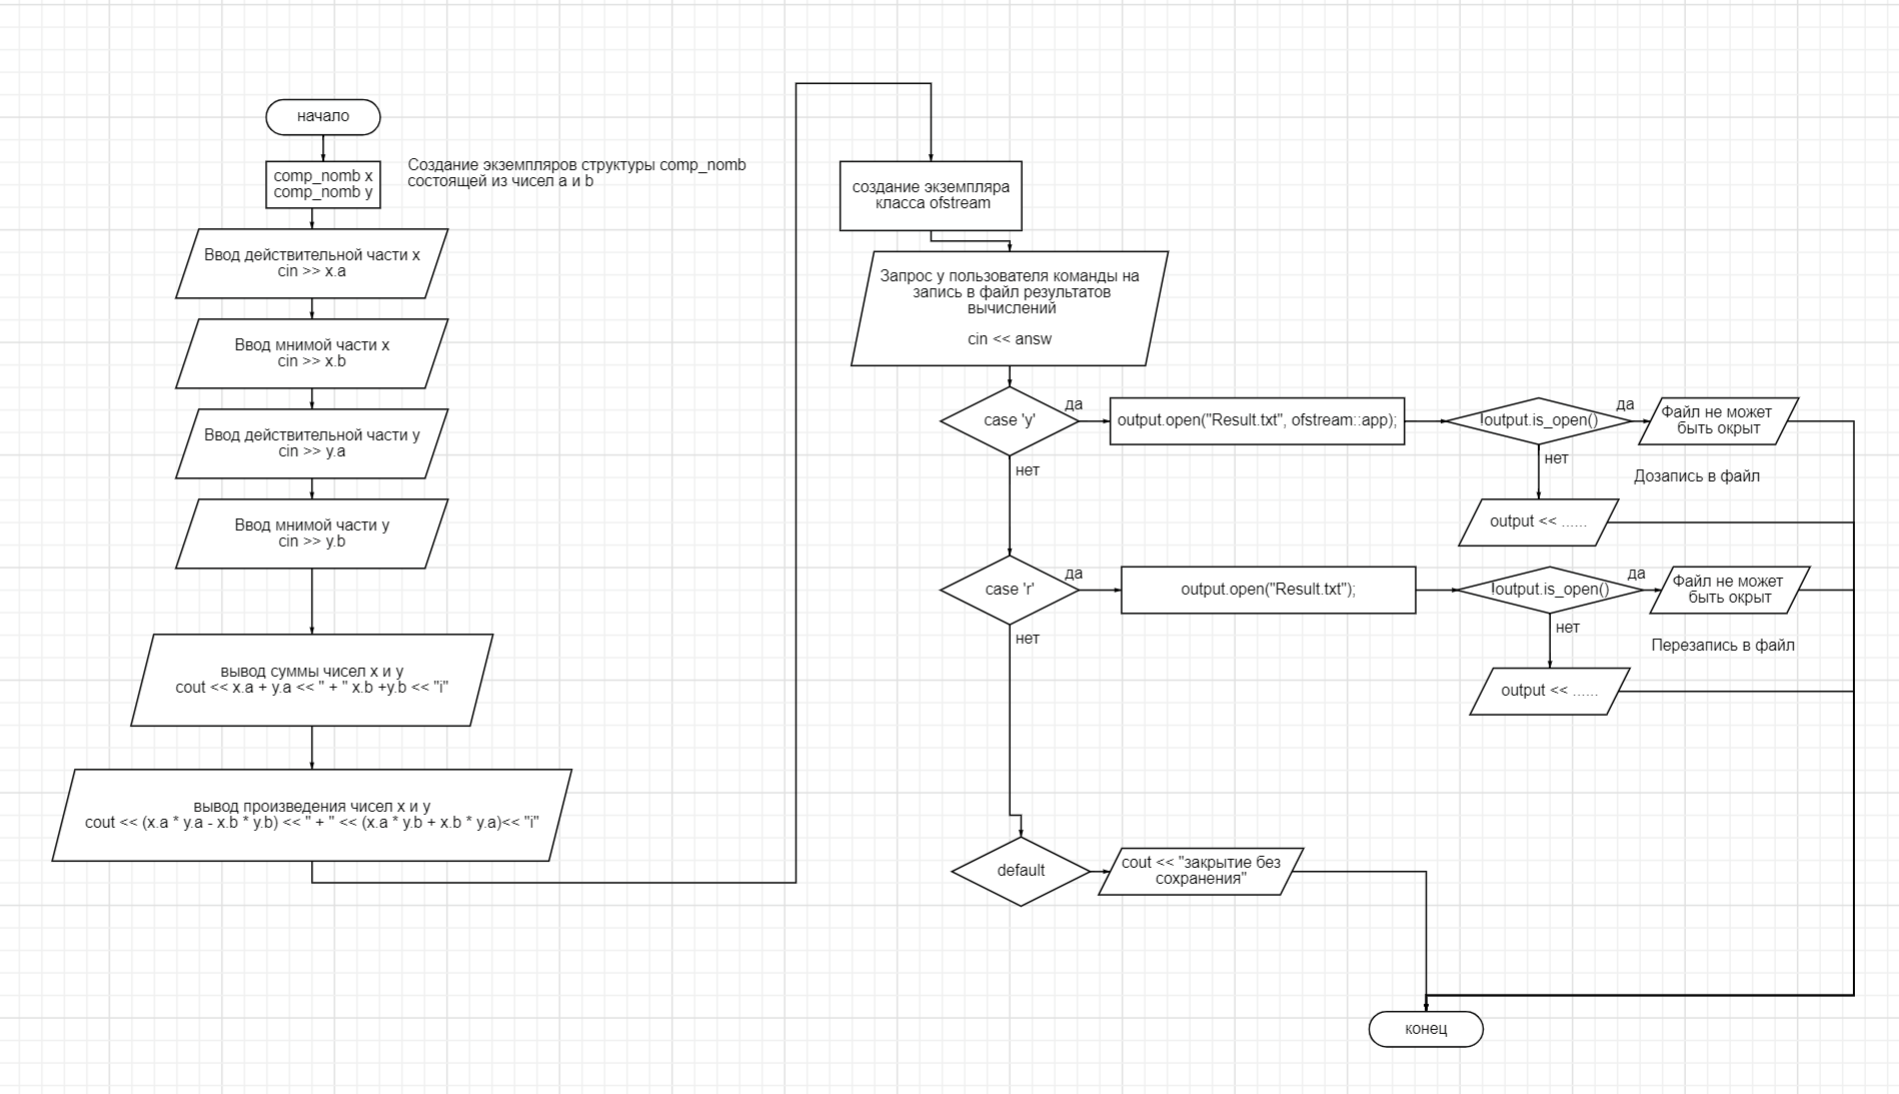 начало
comp_nomb x
comp_nomb y
Создание экземпляров структуры comp_nomb
состоящей из чисел a и b
Ввод действительной части x
cin >> x.a
Ввод мнимой части x
cin >> x.b
Ввод действительной части y
cin >> y.a
Ввод мнимой части y
cin >> y.b
вывод суммы чисел x и y
cout << x.a + y.a << " + " x.b +y.b << "i"
вывод произведения чисел x и y
cout << (x.a * y.a - x.b * y.b) << " + " << (x.a * y.b + x.b * y.a)<< "i"
создание экземпляра
класса ofstream
Запрос у пользователя команды на
запись в файл результатов
вычислений
cin << answ
case 'y'
да
output.open("Result.txt", ofstream::app);
!output.is_open()
да
Файл не может
быть окрыт
нет
нет
Дозапись в файл
output << ......
case 'r'
да
output.open("Result.txt");
!output.is_open()
да
Файл не может
быть окрыт
нет
нет
Перезапись в файл
output << ......
default
cout << "закрытие без
сохранения"
конец